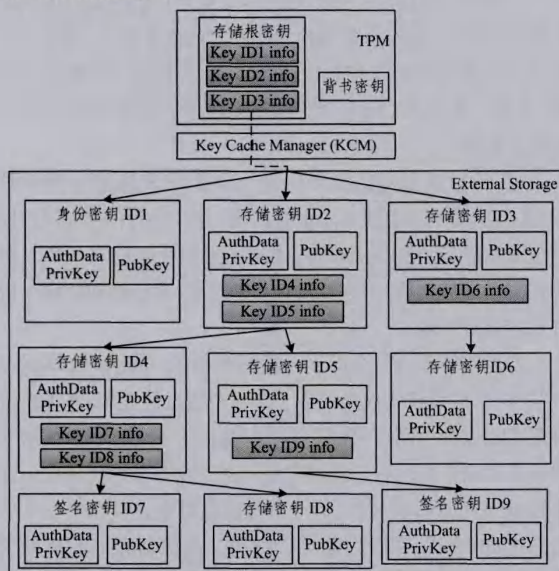 存储根密钥
TPM
Key ID1 info
Key ID2 info
Key ID3 info
背书密钥
Key Cache Manager (KCM)
External Storage
身份密钥 ID1
AuthData
PrivKey
PubKey
存储密钥 ID2
AuthData
PrivKey
PubKey
Key ID4 info
Key ID5 info
存储密钥 ID3
AuthData
PrivKey
PubKey
Key ID6 info
存储密钥 ID4
AuthData
PrivKey
PubKey
Key ID7 info
Key ID8 info
存储密钥 ID5
AuthData
PrivKey
PubKey
Key ID9 info
存储密钥ID6
AuthData
PrivKey
PubKey
签名密钥 ID7
AuthData
PrivKey
PubKey
存储密钥 ID8
AuthData
PrivKey
PubKey
签名密钥 ID9
AuthData
PrivKey
PubKey